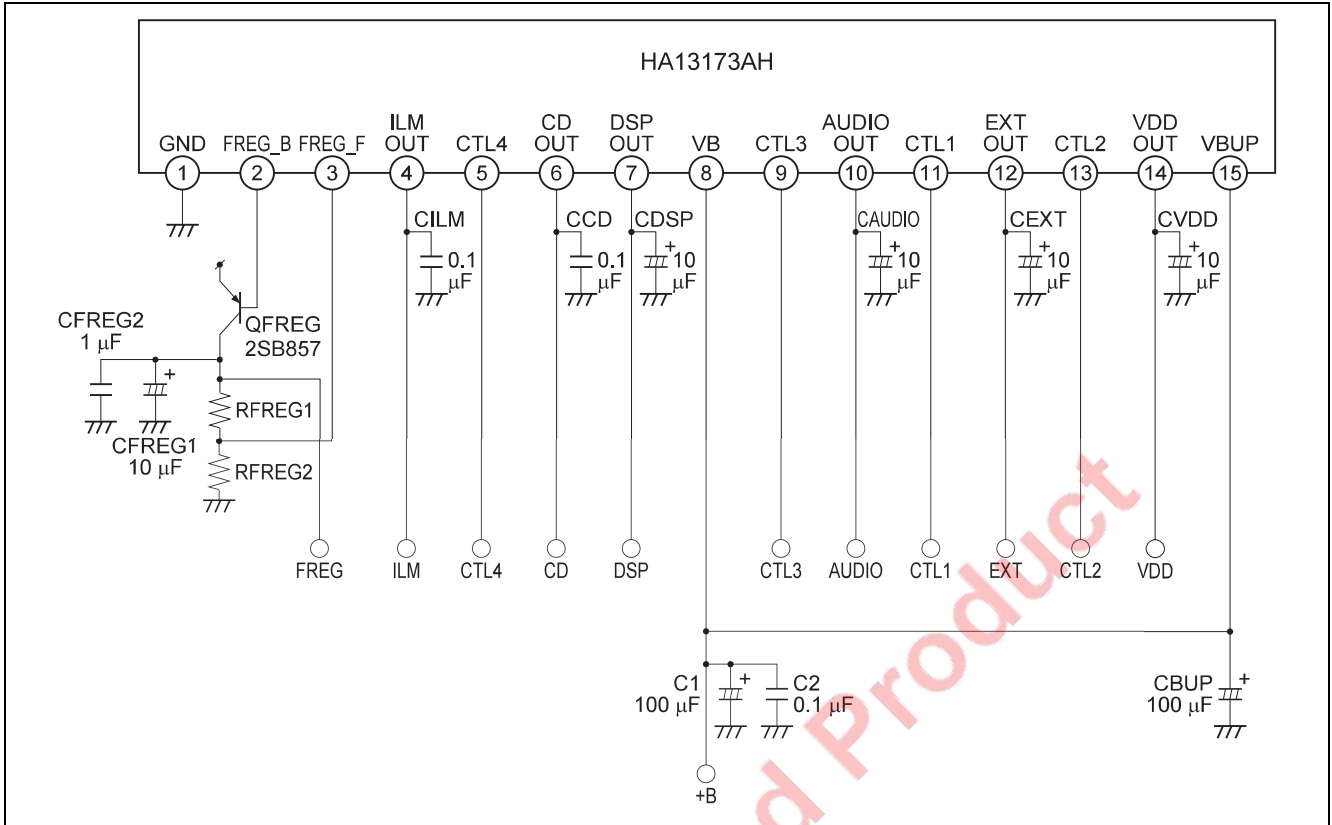 HA13173AH
GND FREG_B FREG_F ILM OUT CTL4 CD OUT DSP OUT VB CTL3 AUDIO OUT CTL1 EXT OUT CTL2 VDD OUT VBUP
1 2 3 4 5 6 7 8 9 10 11 12 13 14 15
CILM
0.1 μF
CCD
0.1 μF
CDSP
+
10 μF
CAUDIO
+
10 μF
CEXT
+
10 μF
CVDD
+
10 μF
QFREG
2SB857
CFREG2
1 μF
+
CFREG1
10 μF
RFREG1
RFREG2
FREG ILM CTL4 CD DSP CTL3 AUDIO CTL1 EXT CTL2 VDD
C1
100 μF
+
C2
0.1 μF
CBUP
100 μF
+
+B
d Product